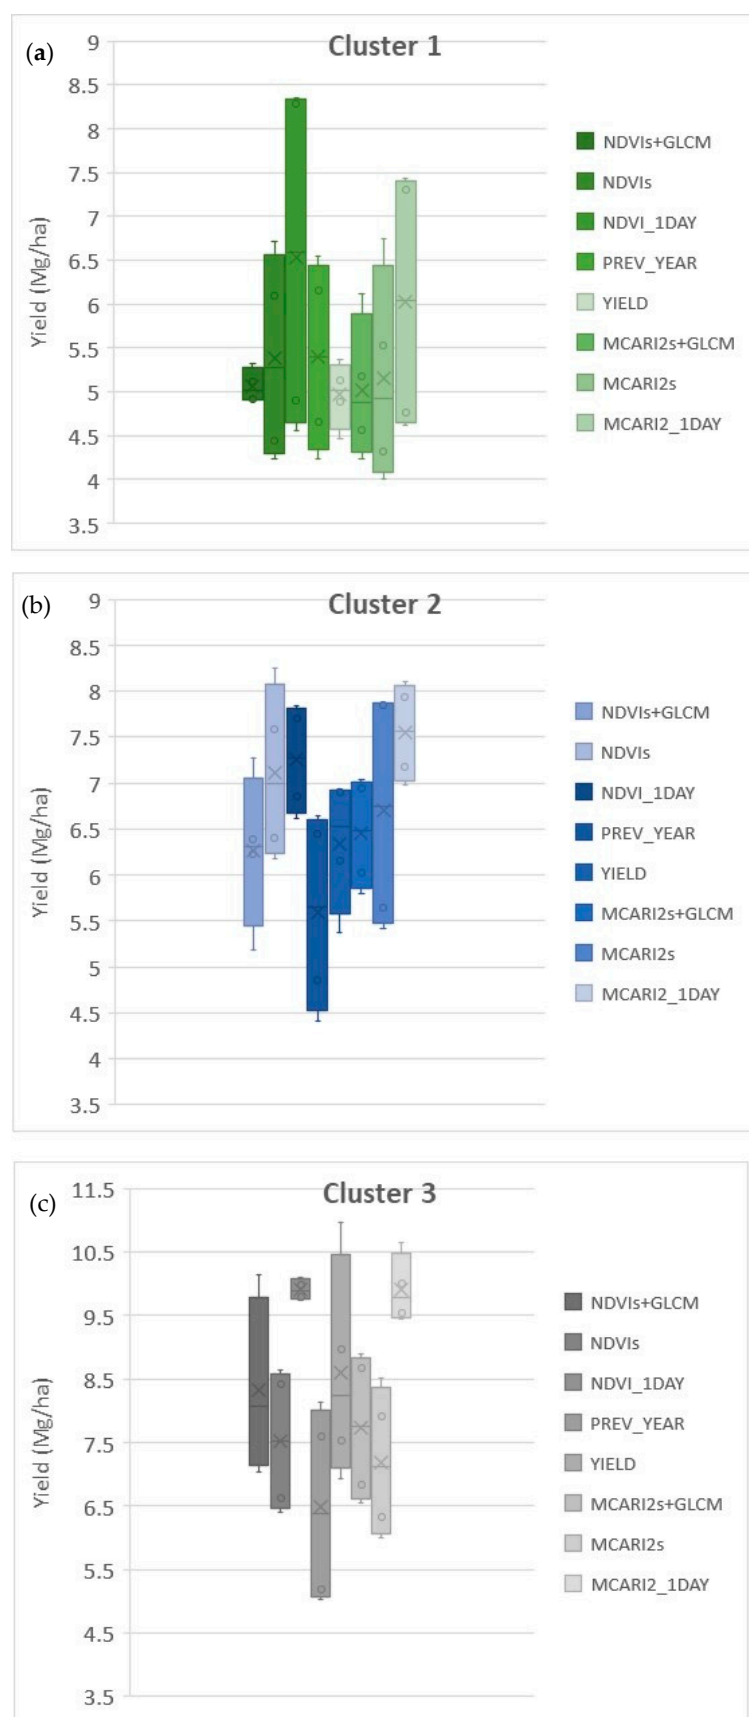 (a)
Cluster 1
9
8.5
8
7.5
7
6.5
6
5.5
5
4.5
4
3.5
Yield (Mg/ha)
NDVIs+GLCM
NDVIs
NDVI_1DAY
PREV_YEAR
YIELD
MCARI2s+GLCM
MCARI2s
MCARI2_1DAY
(b)
Cluster 2
9
8.5
8
7.5
7
6.5
6
5.5
5
4.5
4
3.5
Yield (Mg/ha)
NDVIs+GLCM
NDVIs
NDVI_1DAY
PREV_YEAR
YIELD
MCARI2s+GLCM
MCARI2s
MCARI2_1DAY
(c)
Cluster 3
11.5
10.5
9.5
8.5
7.5
6.5
5.5
4.5
3.5
Yield (Mg/ha)
NDVIs+GLCM
NDVIs
NDVI_1DAY
PREV_YEAR
YIELD
MCARI2s+GLCM
MCARI2s
MCARI2_1DAY